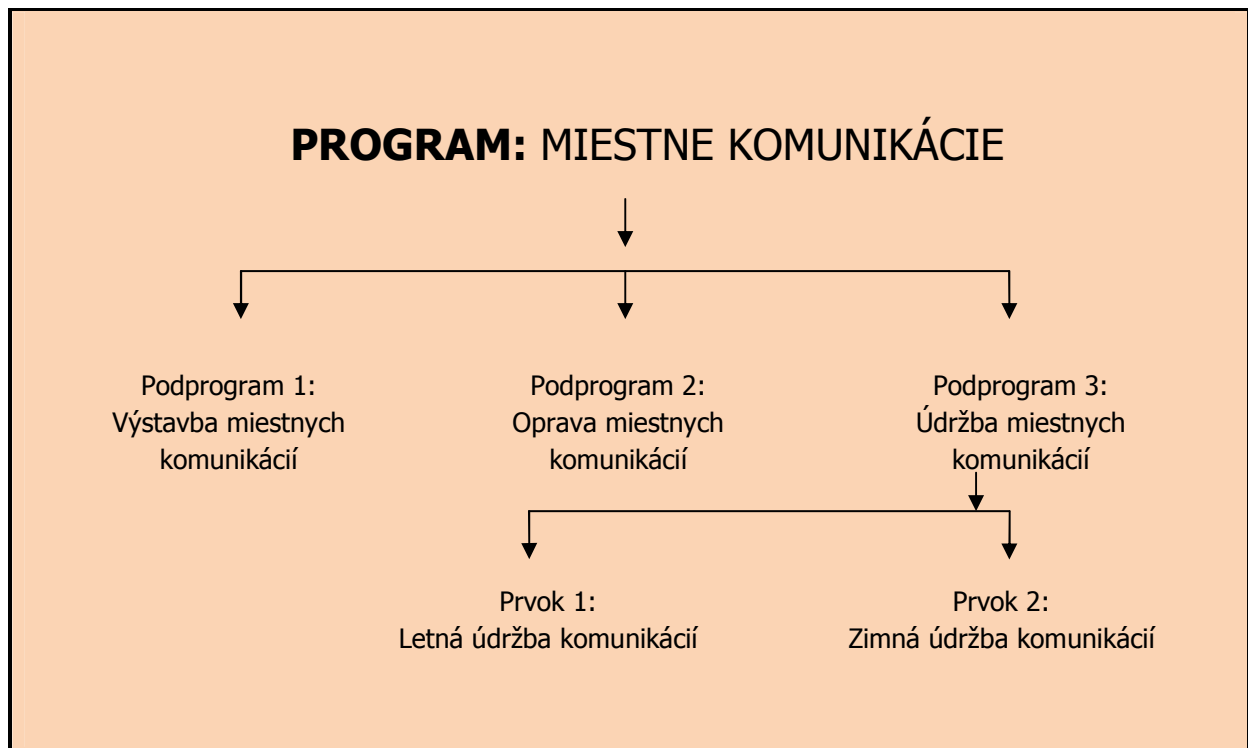 PROGRAM: MIESTNE KOMUNIKÁCIE
Podprogram 1:
Výstavba miestnych
komunikácií
Podprogram 2:
Oprava miestnych
komunikácií
Podprogram 3:
Údržba miestnych
komunikácií
Prvok 1:
Letná údržba komunikácií
Prvok 2:
Zimná údržba komunikácií